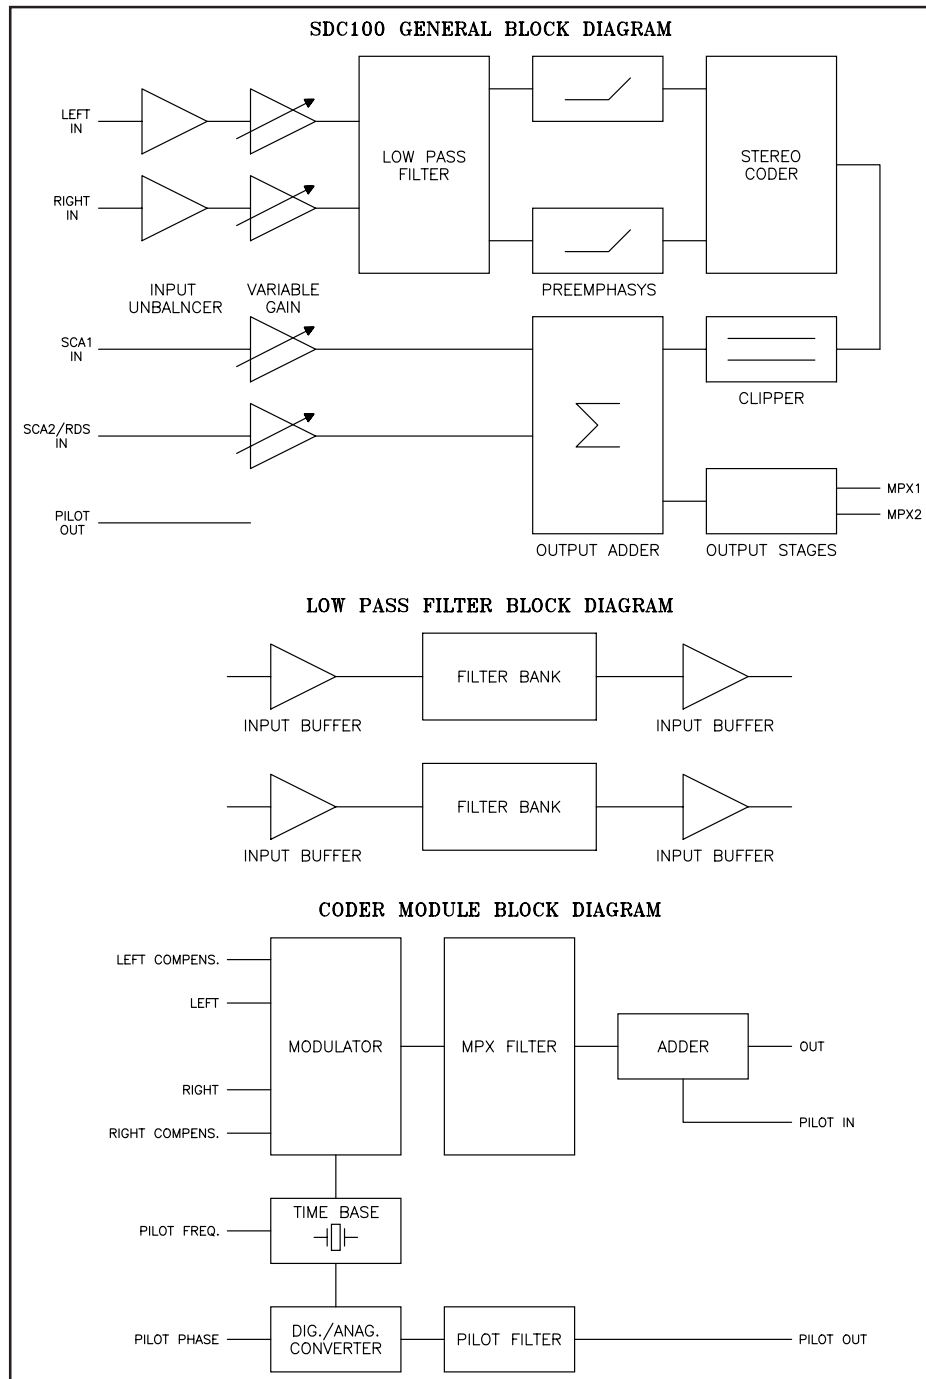 SDC100 GENERAL BLOCK DIAGRAM
LEFT
IN
LOW PASS
FILTER
STEREO
CODER
RIGHT
IN
INPUT
UNBALNCER
VARIABLE
GAIN
PREEMPHASYS
SCA1
IN
CLIPPER
SCA2/RDS
IN
Σ
MPX1
MPX2
PILOT
OUT
OUTPUT ADDER
OUTPUT STAGES
LOW PASS FILTER BLOCK DIAGRAM
FILTER BANK
INPUT BUFFER
INPUT BUFFER
FILTER BANK
INPUT BUFFER
INPUT BUFFER
CODER MODULE BLOCK DIAGRAM
LEFT COMPENS.
LEFT
MODULATOR
MPX FILTER
ADDER
OUT
RIGHT
PILOT IN
RIGHT COMPENS.
TIME BASE
PILOT FREQ.
PILOT PHASE
DIG./ANAG.
CONVERTER
PILOT FILTER
PILOT OUT